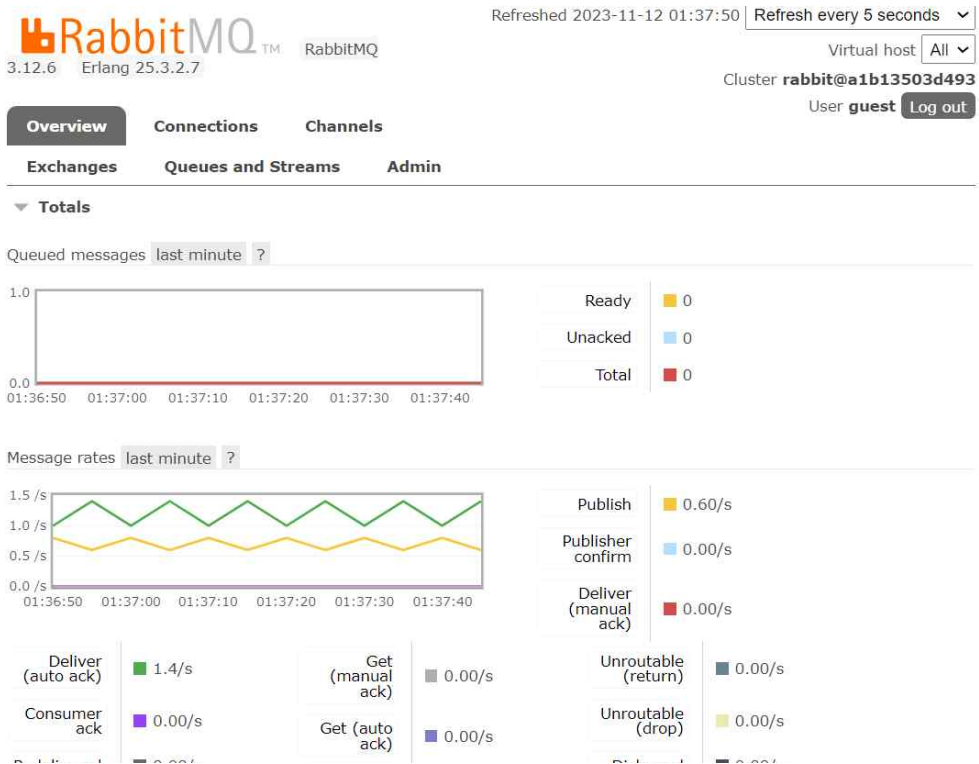 Refreshed 2023-11-12 01:37:50 Refresh every 5 seconds
RabbitMQ TM RabbitMQ
Virtual host All
3.12.6 Erlang 25.3.2.7
Cluster rabbit@a1b13503d493
User guest Log out
Overview Connections Channels
Exchanges Queues and Streams Admin
Totals
Queued messages last minute ?
1.0
0.0
01:36:50 01:37:00 01:37:10 01:37:20 01:37:30 01:37:40
Ready 0
Unacked 0
Total 0
Message rates last minute ?
1.5 /s
1.0 /s
0.5 /s
0.0 /s
01:36:50 01:37:00 01:37:10 01:37:20 01:37:30 01:37:40
Publish 0.60/s
Publisher
confirm 0.00/s
Deliver
(manual
ack) 0.00/s
Deliver
(auto ack) 1.4/s
Consumer
ack 0.00/s
Get
(manual
ack) 0.00/s
Get (auto
ack) 0.00/s
Unroutable
(return) 0.00/s
Unroutable
(drop) 0.00/s